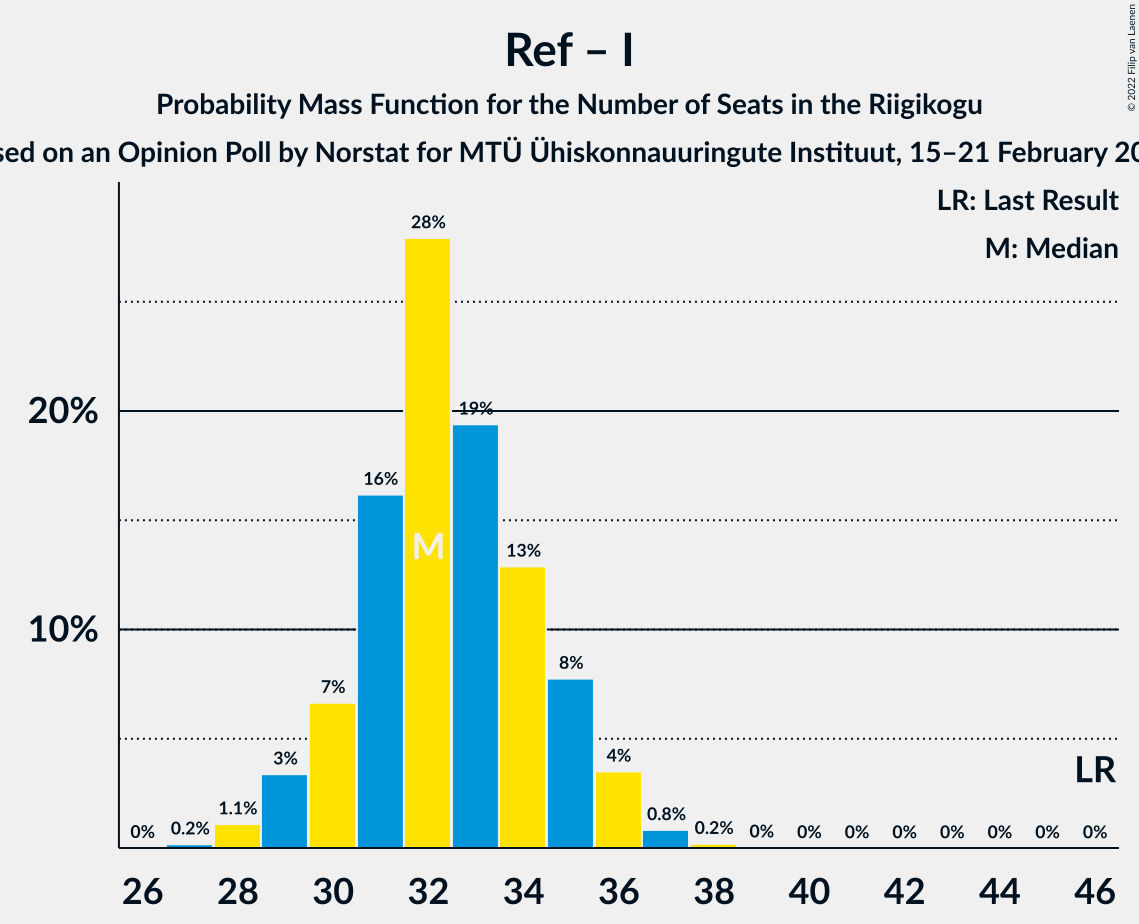 Ref – I
Probability Mass Function for the Number of Seats in the Riigikogu
sed on an Opinion Poll by Norstat for MTÜ Ühiskonnauuringute Instituut, 15–21 February 20
© 2022 Filip van Laenen
LR: Last Result
M: Median
28%
20%
19%
16%
M
13%
10%
8%
7%
4%
3%
LR
1.1%
0.8%
0% 0.2% 0.2% 0% 0% 0% 0% 0% 0% 0% 0%
26 28 30 32 34 36 38 40 42 44 46